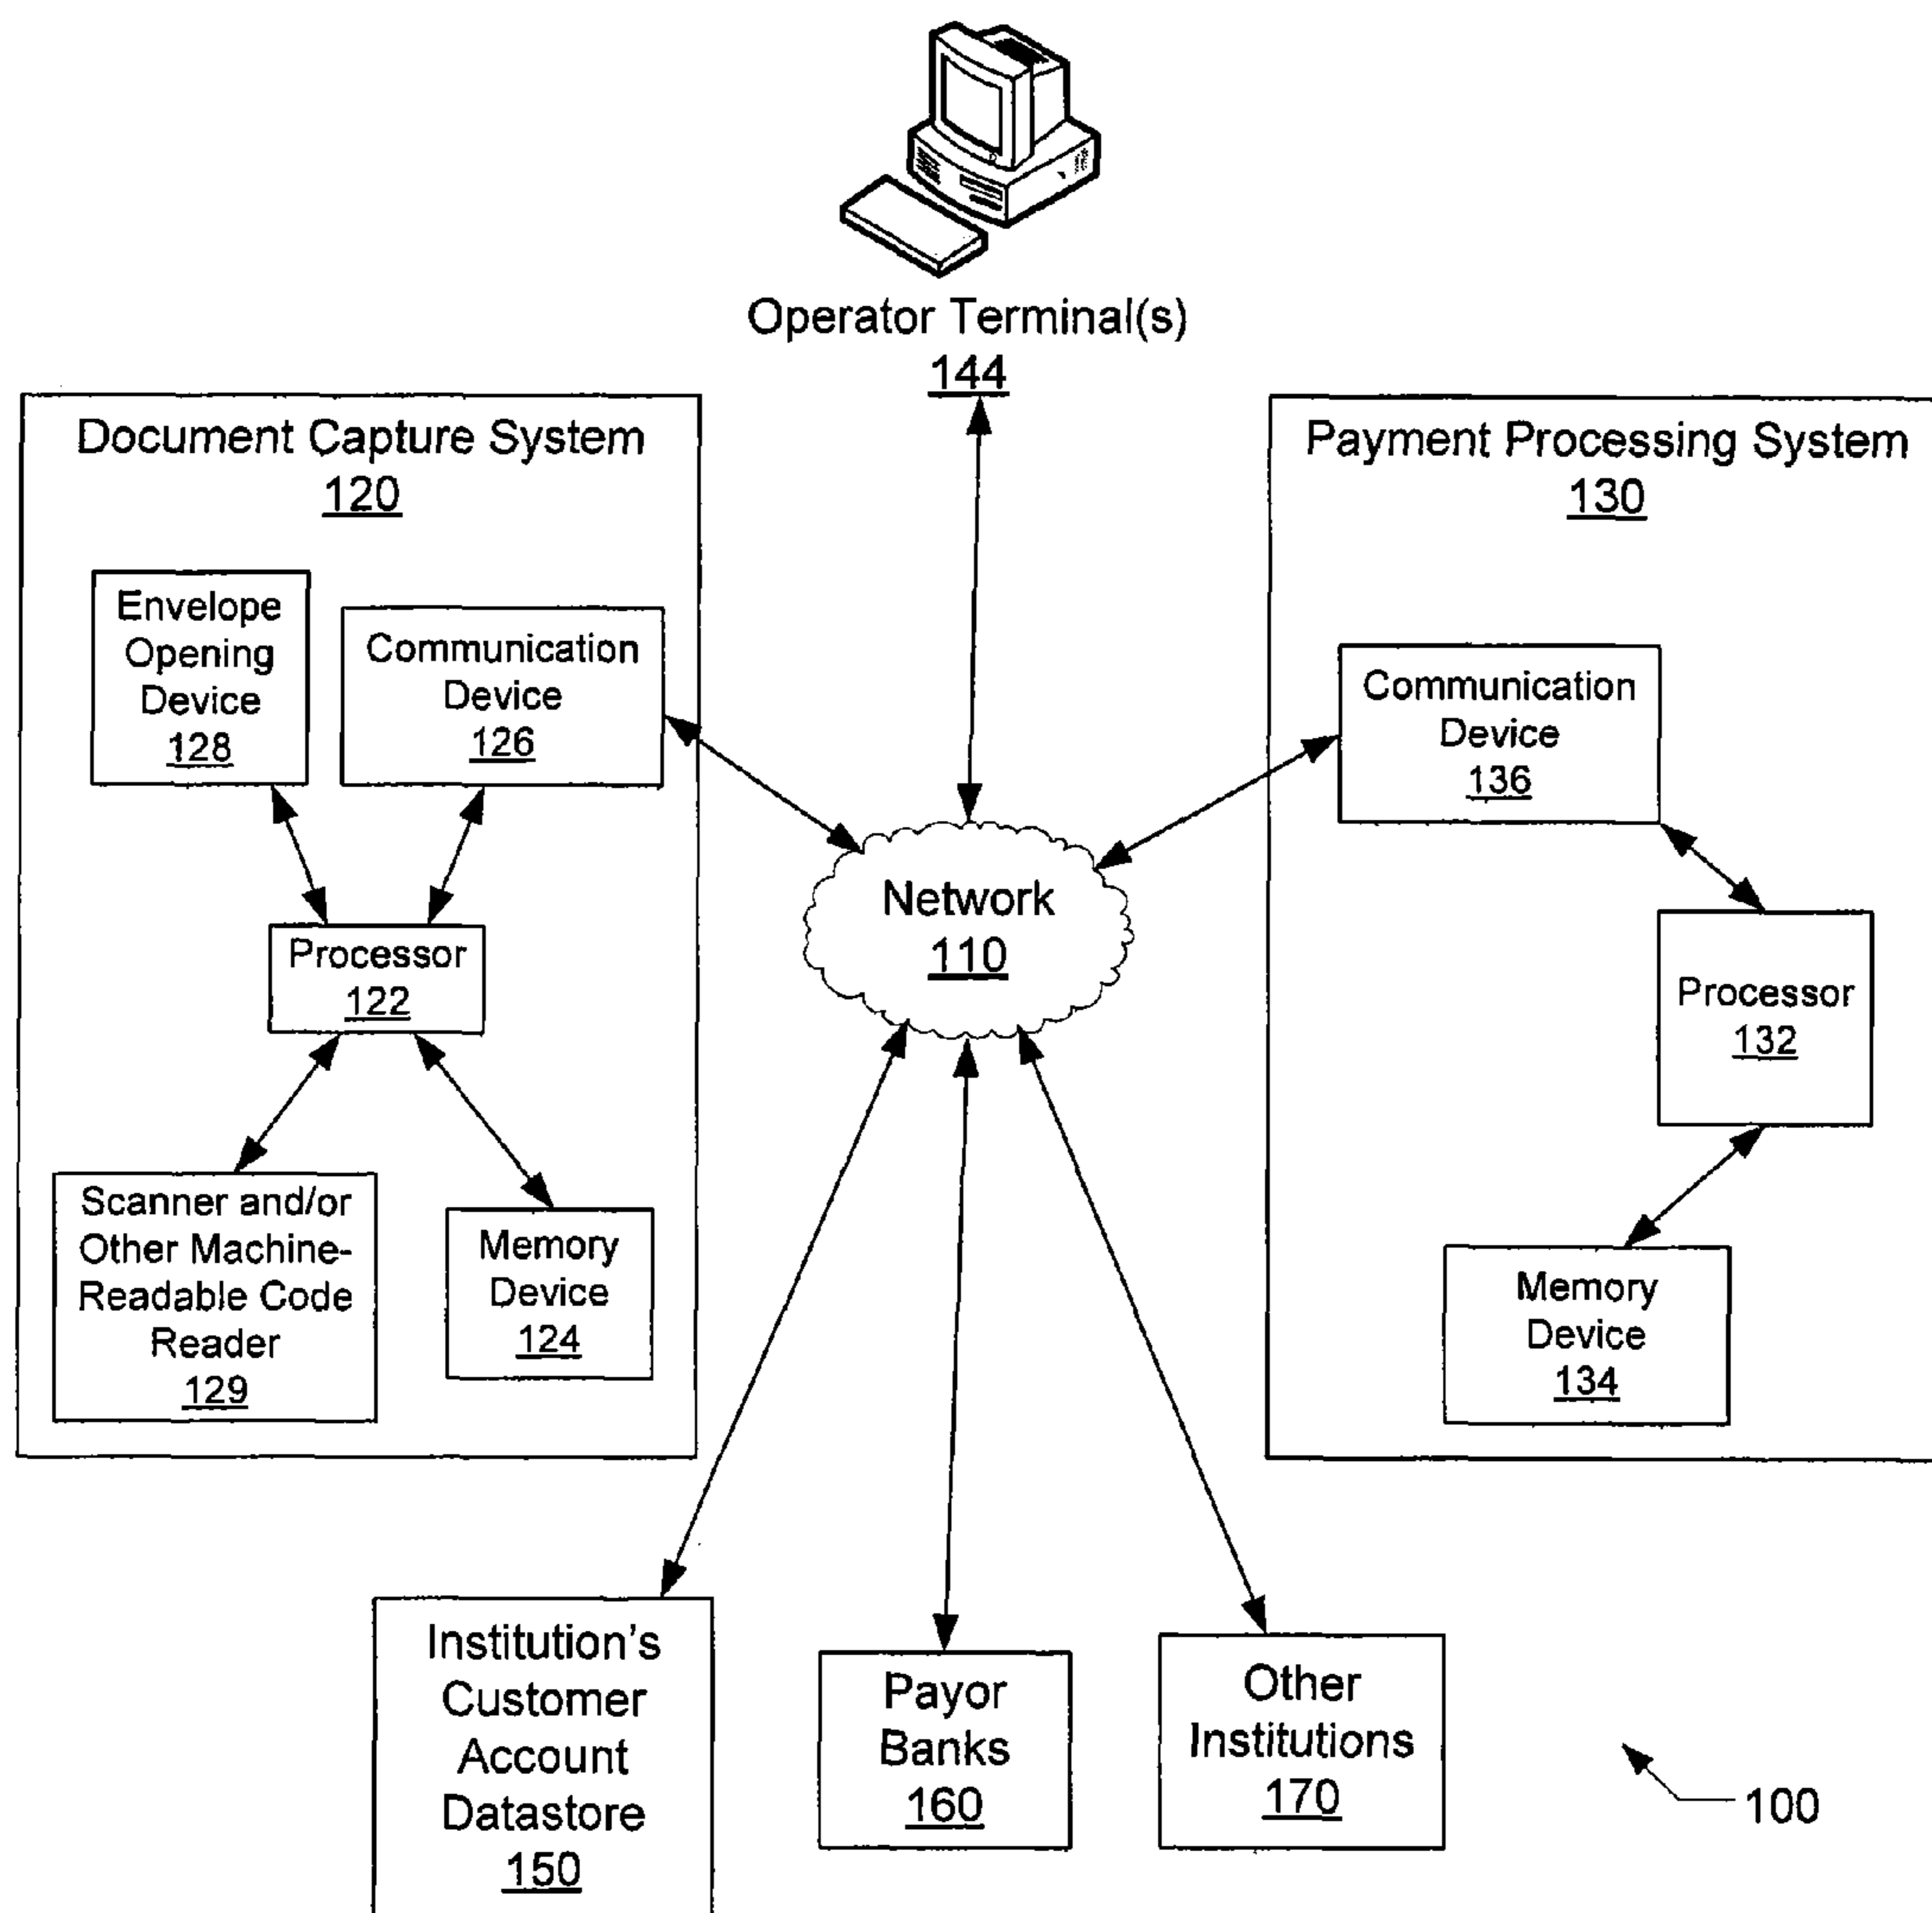 Operator Terminal(s)
144
Document Capture System
120
Payment Processing System
130
Envelope
Opening
Device
128
Communication
Device
126
Communication
Device
136
Network
110
Processor
122
Processor
132
Scanner and/or
Other Machine-
Readable Code
Reader
129
Memory
Device
124
Memory
Device
134
Institution's
Customer
Account
Datastore
150
Payor
Banks
160
Other
Institutions
170
100